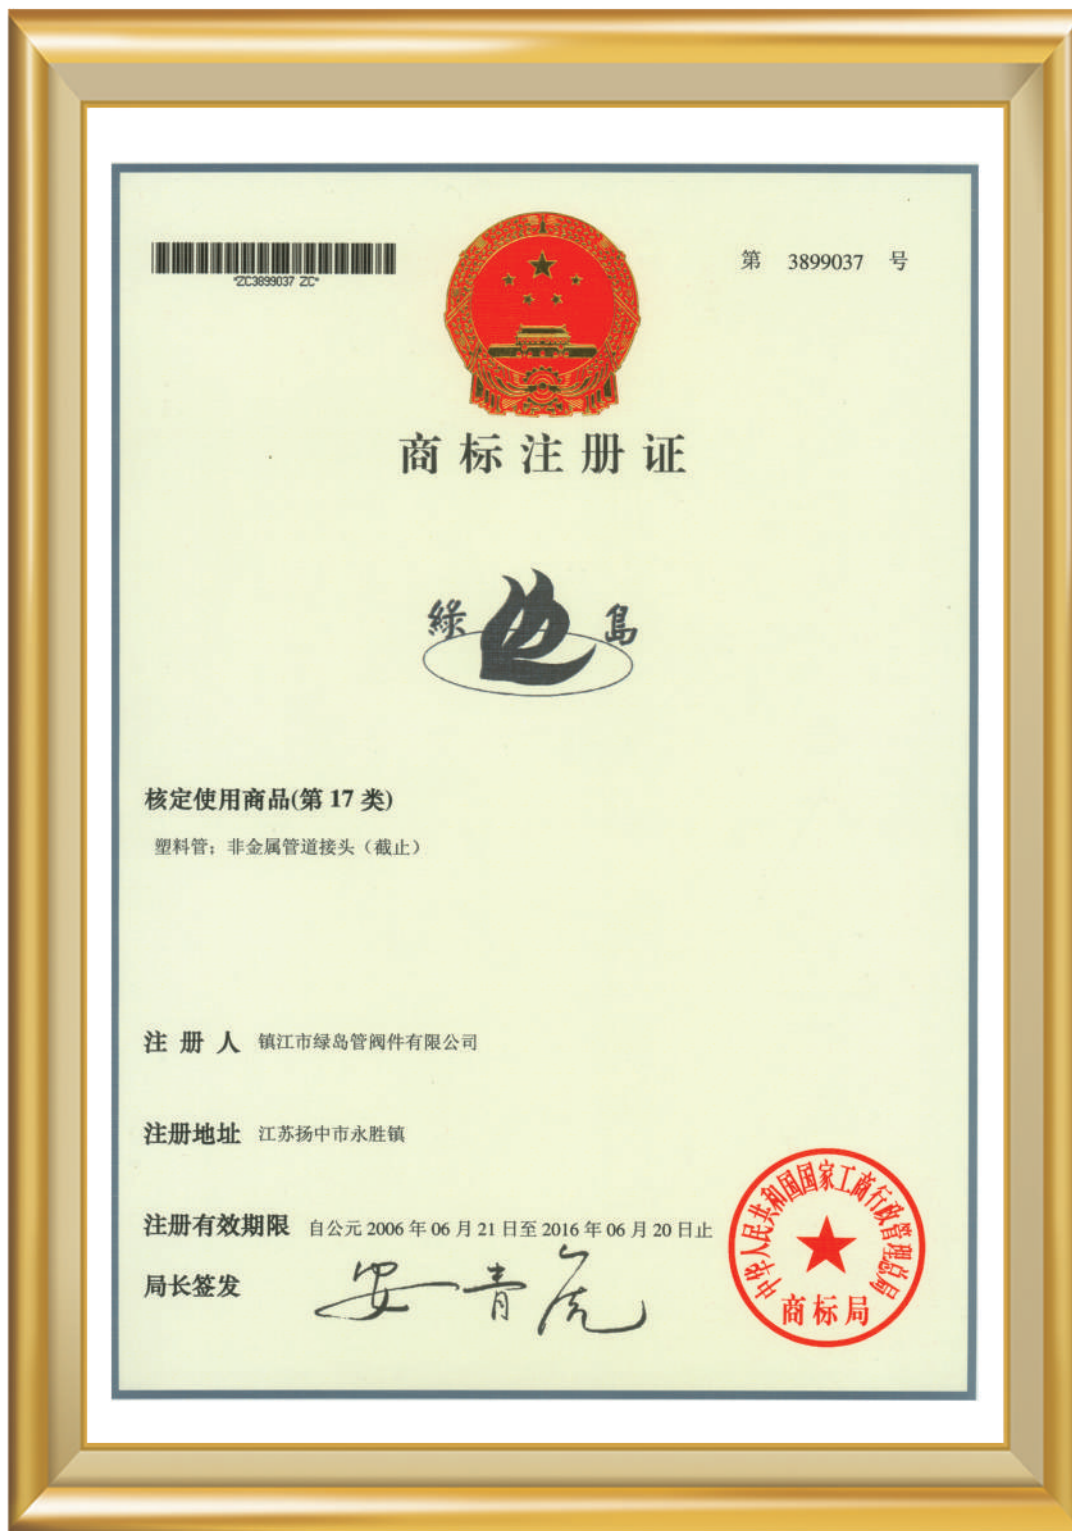 *ZC3899037 ZC*
第 3899037 号
商标注册证
綠 島
核定使用商品(第 17 类)
塑料管；非金属管道接头（截止）
注 册 人 镇江市绿岛管阀件有限公司
注册地址 江苏扬中市永胜镇
注册有效期限 自公元 2006 年 06 月 21 日至 2016 年 06 月 20 日止
局长签发 安青虎
中华人民共和国国家工商行政管理总局
商标局